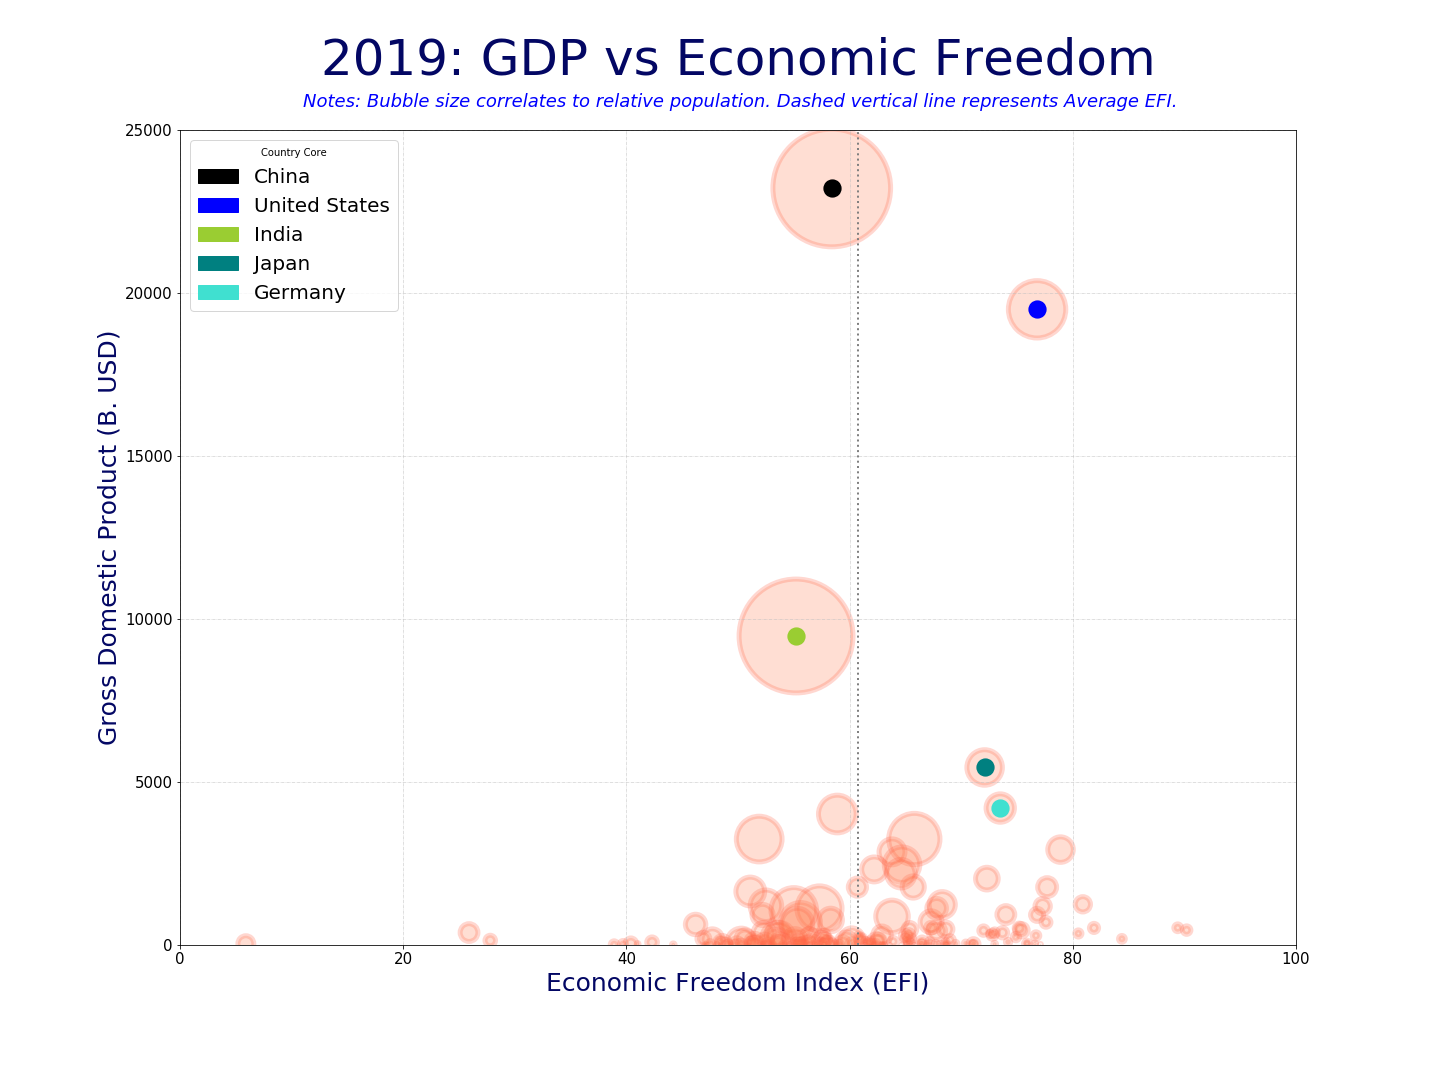 2019: GDP vs Economic Freedom
Notes: Bubble size correlates to relative population. Dashed vertical line represents Average EFI.
Country Core
China
United States
India
Japan
Germany
Gross Domestic Product (B. USD)
25000
20000
15000
10000
5000
0
0 20 40 60 80 100
Economic Freedom Index (EFI)